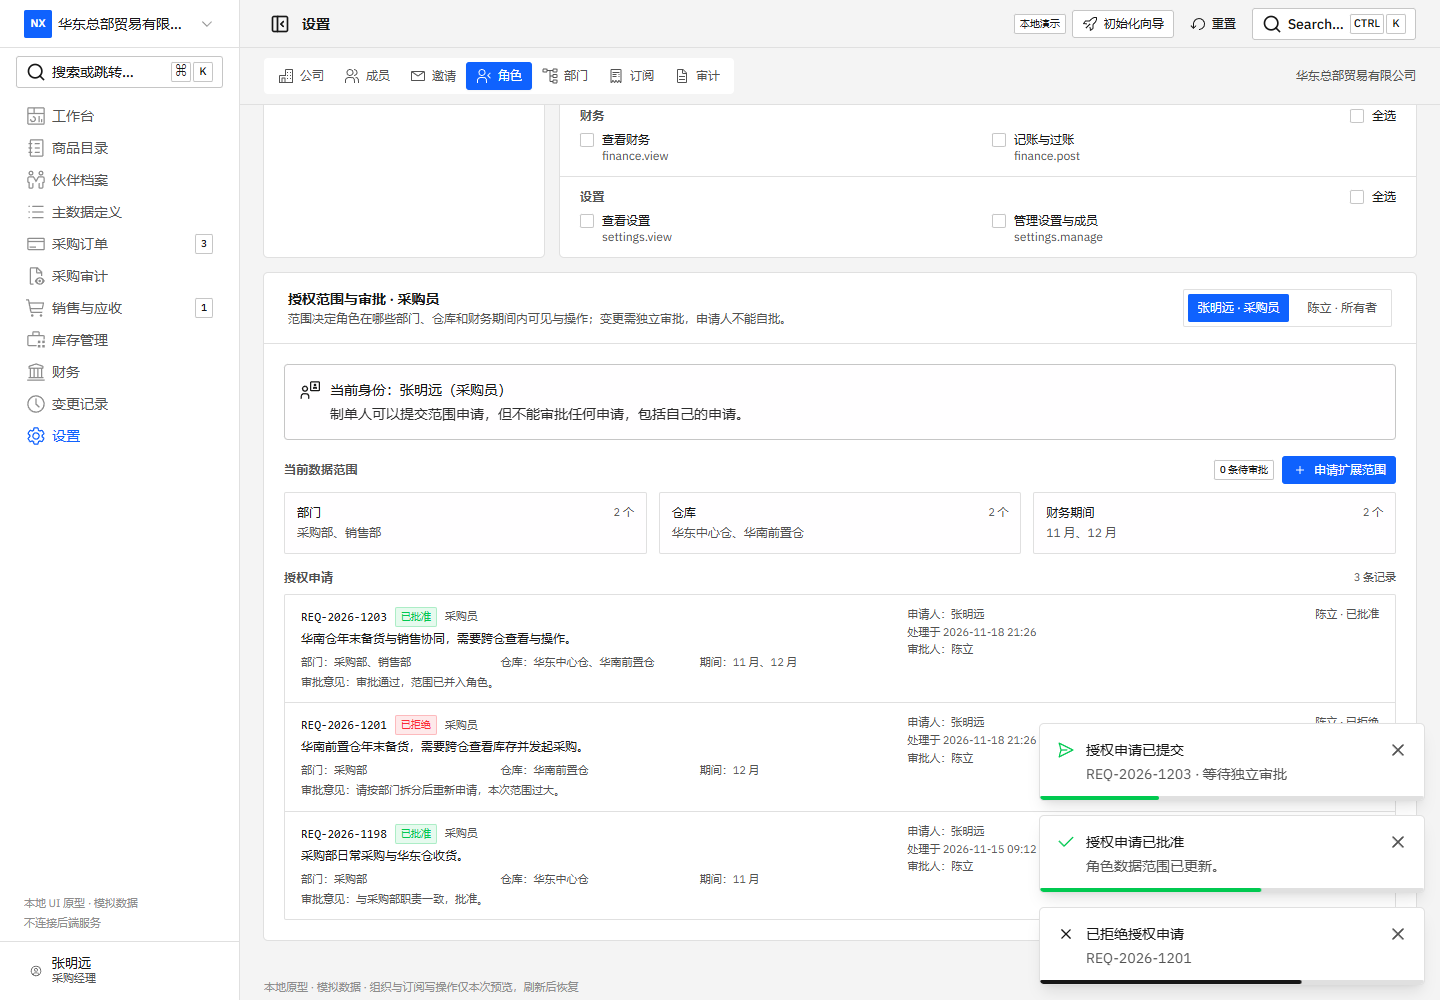 NX 华东总部贸易有限...
搜索或跳转... ⌘ K
工作台
商品目录
伙伴档案
主数据定义
采购订单 3
采购审计
销售与应收 1
库存管理
财务
变更记录
设置
本地 UI 原型 · 模拟数据
不连接后端服务
张明远
采购经理
设置
本地演示 初始化向导 重置 Search... CTRL K
公司 成员 邀请 角色 部门 订阅 审计
华东总部贸易有限公司
财务 全选
查看财务 记账与过账
finance.view finance.post
设置 全选
查看设置 管理设置与成员
settings.view settings.manage
授权范围与审批 · 采购员
范围决定角色在哪些部门、仓库和财务期间内可见与操作；变更需独立审批，申请人不能自批。
张明远 · 采购员 陈立 · 所有者
当前身份：张明远（采购员）
制单人可以提交范围申请，但不能审批任何申请，包括自己的申请。
当前数据范围 0 条待审批 申请扩展范围
部门 2 个
采购部、销售部
仓库 2 个
华东中心仓、华南前置仓
财务期间 2 个
11 月、12 月
授权申请 3 条记录
REQ-2026-1203 已批准 采购员
华南仓年末备货与销售协同，需要跨仓查看与操作。
部门：采购部、销售部 仓库：华东中心仓、华南前置仓 期间：11 月、12 月
审批意见：审批通过，范围已并入角色。
申请人：张明远
处理于 2026-11-18 21:26
审批人：陈立
陈立 · 已批准
REQ-2026-1201 已拒绝 采购员
华南前置仓年末备货，需要跨仓查看库存并发起采购。
部门：采购部 仓库：华南前置仓 期间：12 月
审批意见：请按部门拆分后重新申请，本次范围过大。
申请人：张明远
处理于 2026-11-18 21:26
审批人：陈立
陈立 · 已拒绝
REQ-2026-1198 已批准 采购员
采购部日常采购与华东仓收货。
部门：采购部 仓库：华东中心仓 期间：11 月
审批意见：与采购部职责一致，批准。
申请人：张明远
处理于 2026-11-15 09:12
审批人：陈立
授权申请已提交
REQ-2026-1203 · 等待独立审批
授权申请已批准
角色数据范围已更新。
已拒绝授权申请
REQ-2026-1201
本地原型 · 模拟数据 · 组织与订阅写操作仅本次预览，刷新后恢复